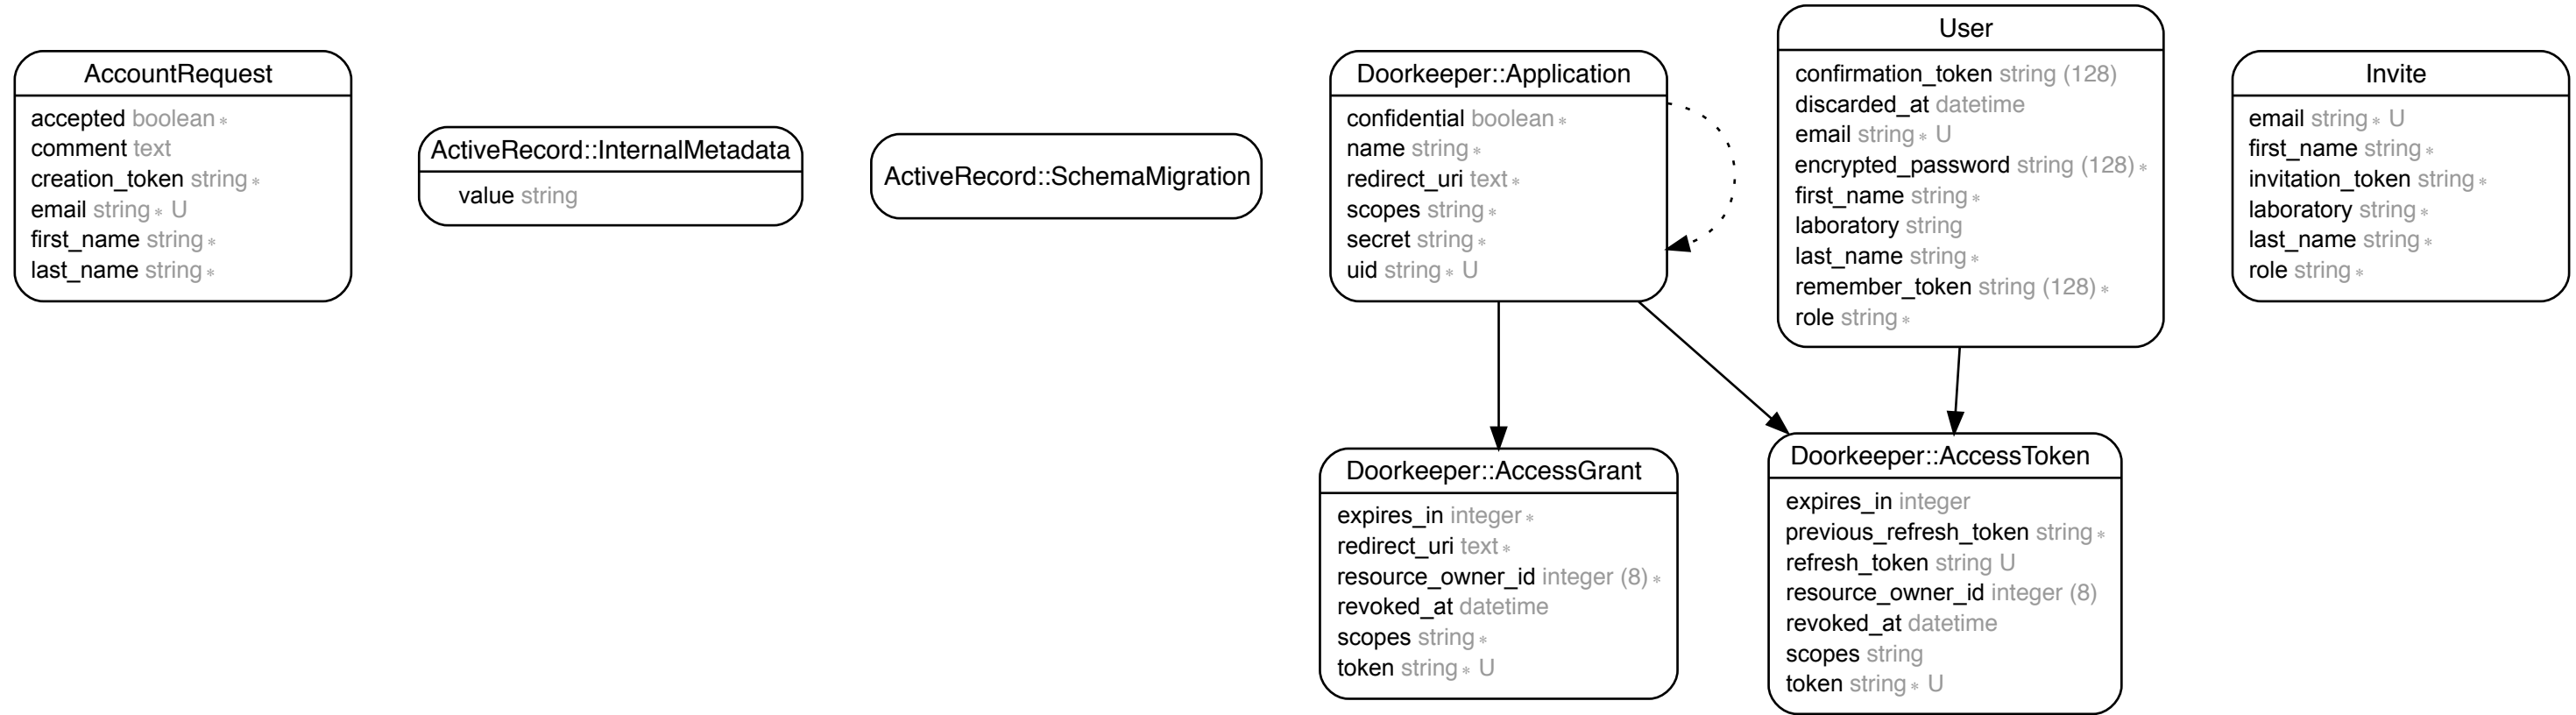 AccountRequest
accepted boolean *
comment text
creation_token string *
email string * U
first_name string *
last_name string *
ActiveRecord::InternalMetadata
value string
ActiveRecord::SchemaMigration
Doorkeeper::Application
confidential boolean *
name string *
redirect_uri text *
scopes string *
secret string *
uid string * U
User
confirmation_token string (128)
discarded_at datetime
email string * U
encrypted_password string (128) *
first_name string *
laboratory string
last_name string *
remember_token string (128) *
role string *
Invite
email string * U
first_name string *
invitation_token string *
laboratory string *
last_name string *
role string *
Doorkeeper::AccessGrant
expires_in integer *
redirect_uri text *
resource_owner_id integer (8) *
revoked_at datetime
scopes string *
token string * U
Doorkeeper::AccessToken
expires_in integer
previous_refresh_token string *
refresh_token string U
resource_owner_id integer (8)
revoked_at datetime
scopes string
token string * U